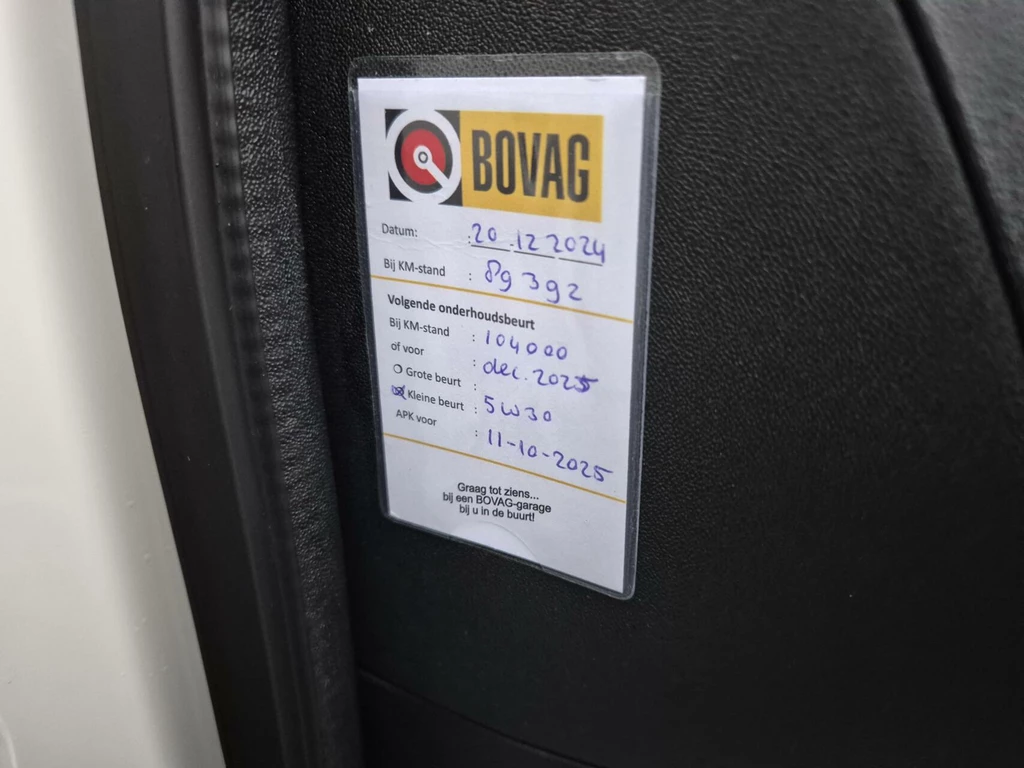 BOVAG
Datum: : 20.12 2024
Bij KM-stand : 89 392
Volgende onderhoudsbeurt
Bij KM-stand : 104000
of voor : dec. 2025
Grote beurt :
Kleine beurt : 5W30
APK voor : 11-10-2025
Graag tot ziens...
bij een BOVAG-garage
bij u in de buurt!